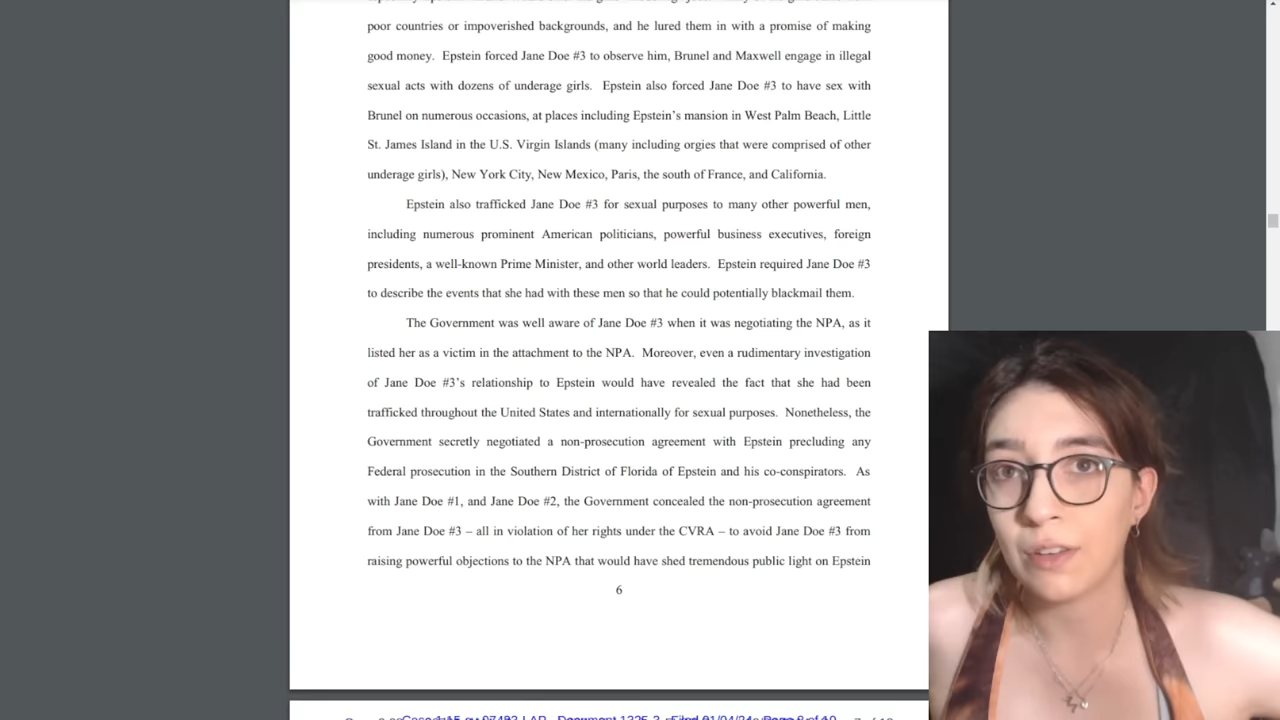 poor countries or impoverished backgrounds, and he lured them in with a promise of making
good money. Epstein forced Jane Doe #3 to observe him, Brunel and Maxwell engage in illegal
sexual acts with dozens of underage girls. Epstein also forced Jane Doe #3 to have sex with
Brunel on numerous occasions, at places including Epstein's mansion in West Palm Beach, Little
St. James Island in the U.S. Virgin Islands (many including orgies that were comprised of other
underage girls), New York City, New Mexico, Paris, the south of France, and California.
Epstein also trafficked Jane Doe #3 for sexual purposes to many other powerful men,
including numerous prominent American politicians, powerful business executives, foreign
presidents, a well-known Prime Minister, and other world leaders. Epstein required Jane Doe #3
to describe the events that she had with these men so that he could potentially blackmail them.
The Government was well aware of Jane Doe #3 when it was negotiating the NPA, as it
listed her as a victim in the attachment to the NPA. Moreover, even a rudimentary investigation
of Jane Doe #3's relationship to Epstein would have revealed the fact that she had been
trafficked throughout the United States and internationally for sexual purposes. Nonetheless, the
Government secretly negotiated a non-prosecution agreement with Epstein precluding any
Federal prosecution in the Southern District of Florida of Epstein and his co-conspirators. As
with Jane Doe #1, and Jane Doe #2, the Government concealed the non-prosecution agreement
from Jane Doe #3 – all in violation of her rights under the CVRA – to avoid Jane Doe #3 from
raising powerful objections to the NPA that would have shed tremendous public light on Epstein
6